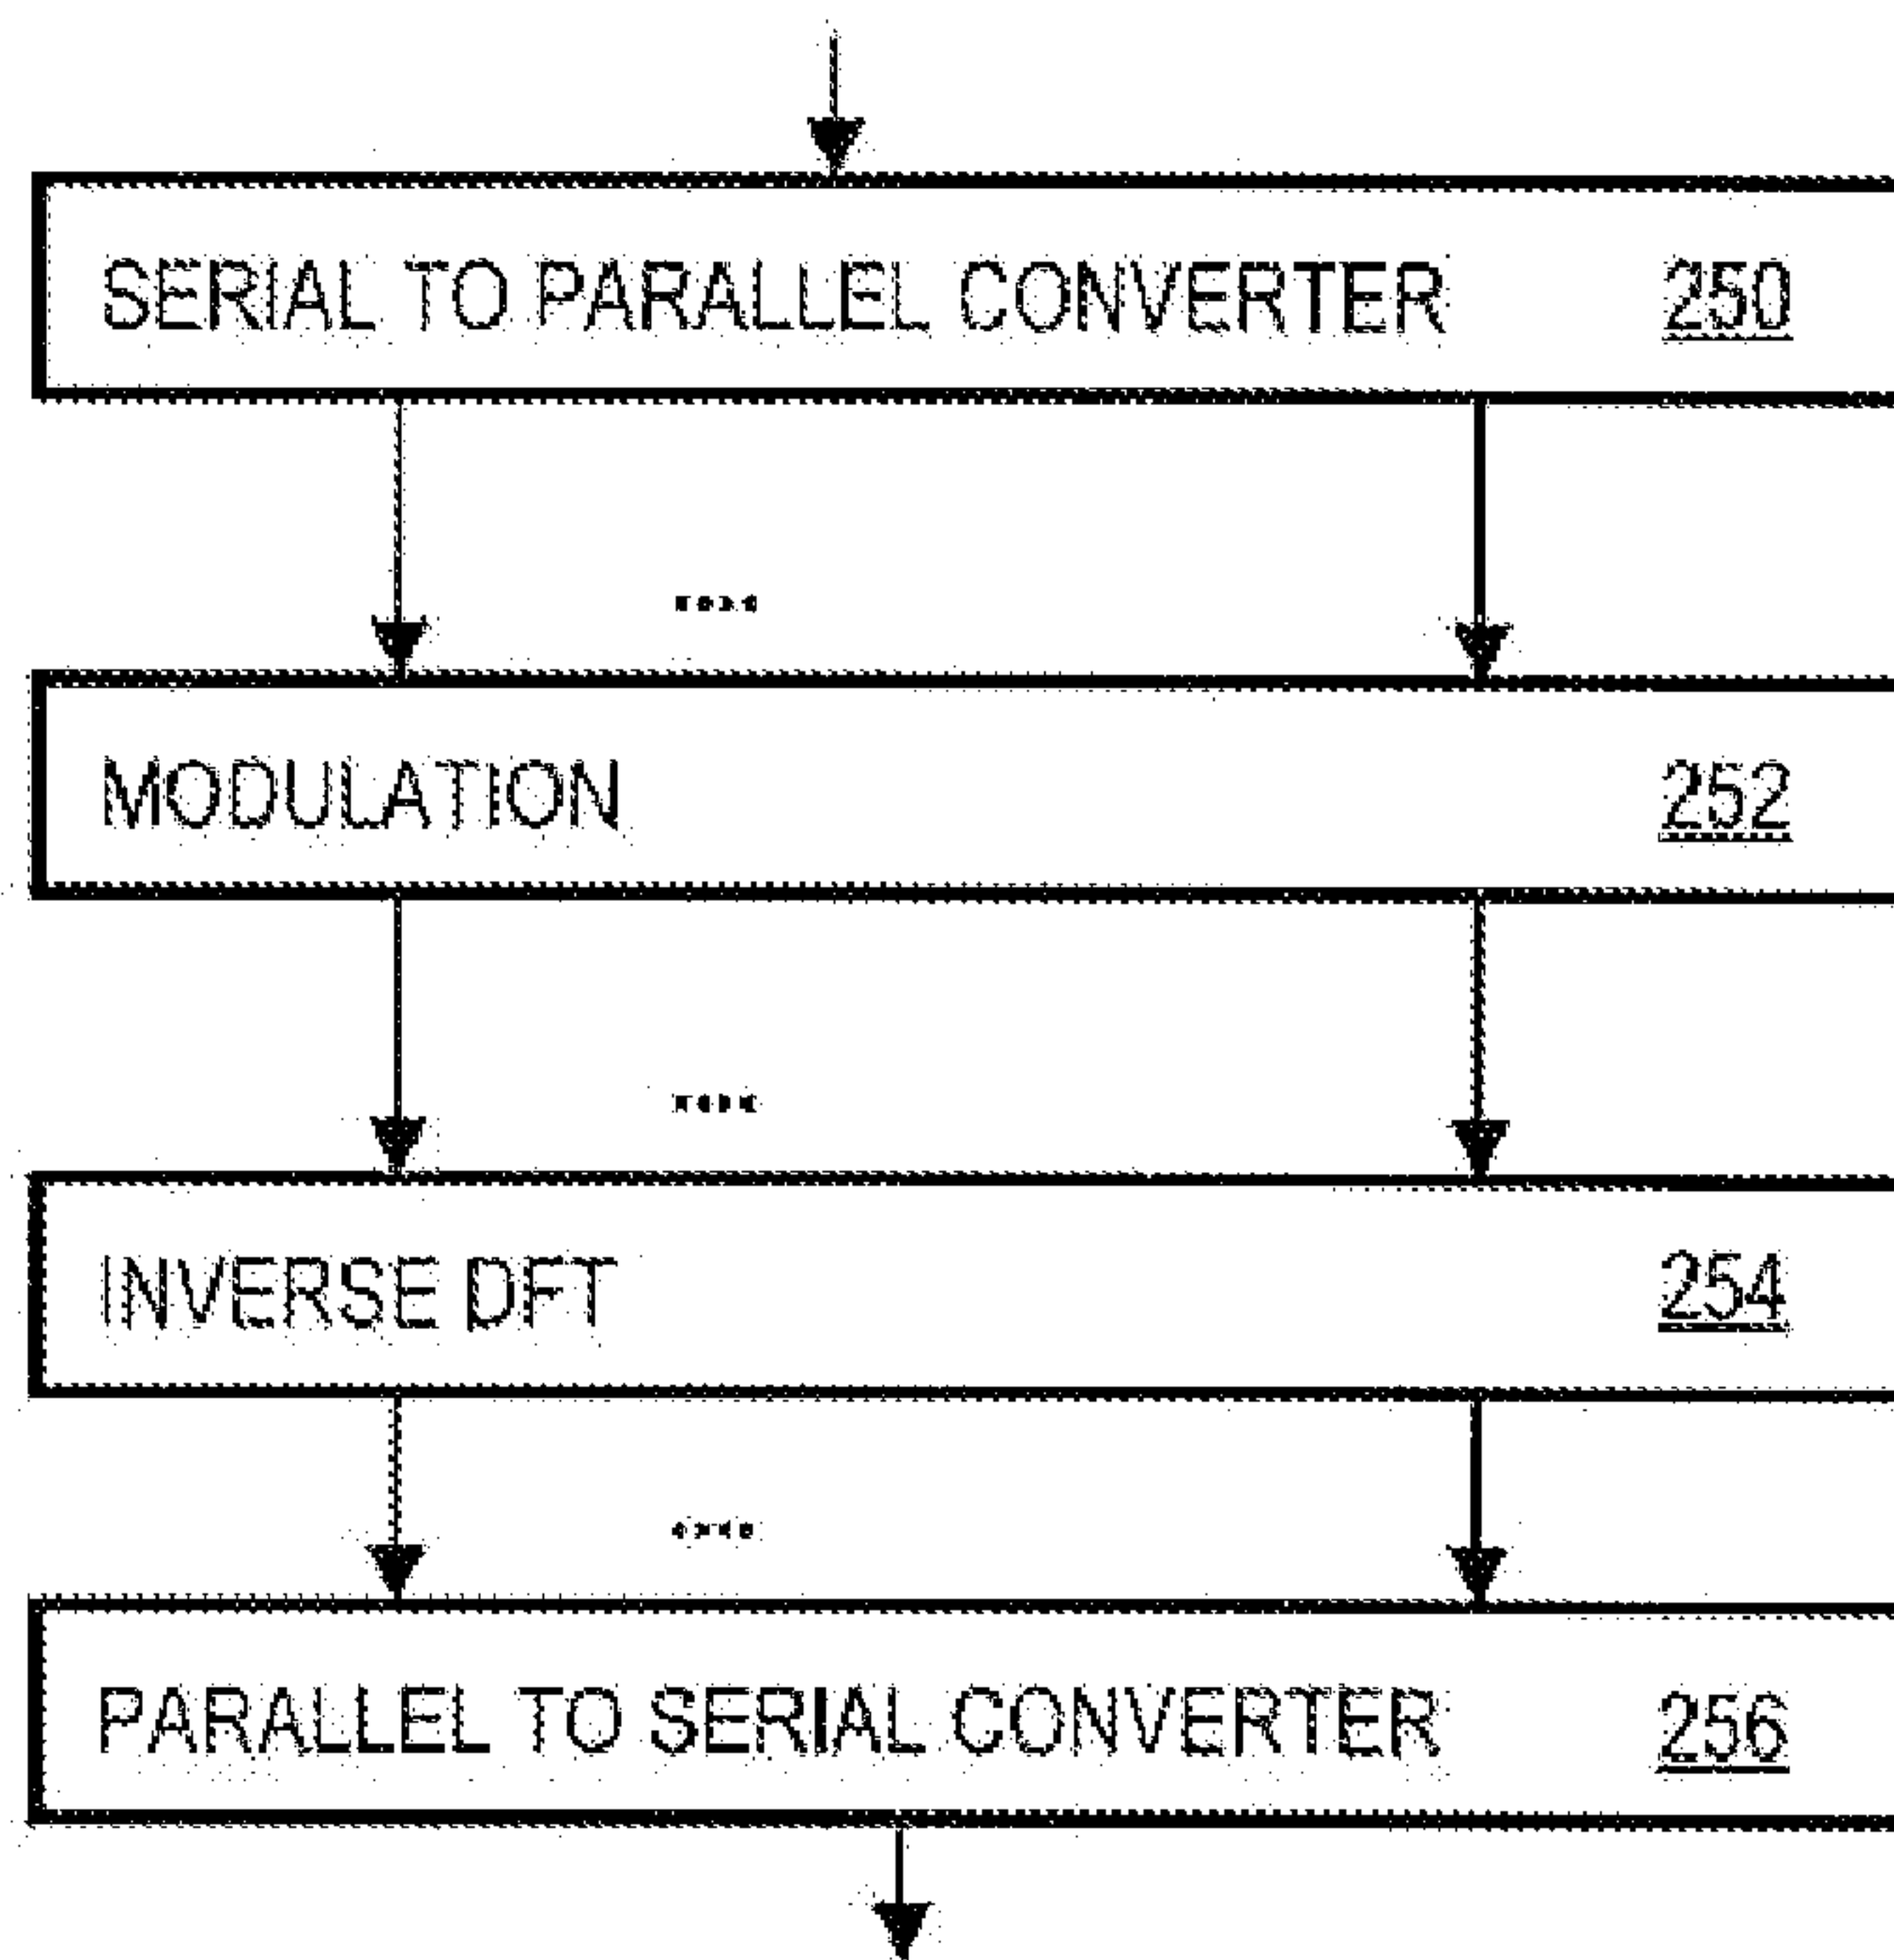 SERIAL TO PARALLEL CONVERTER 250
....
MODULATION 252
....
INVERSE DFT 254
....
PARALLEL TO SERIAL CONVERTER 256